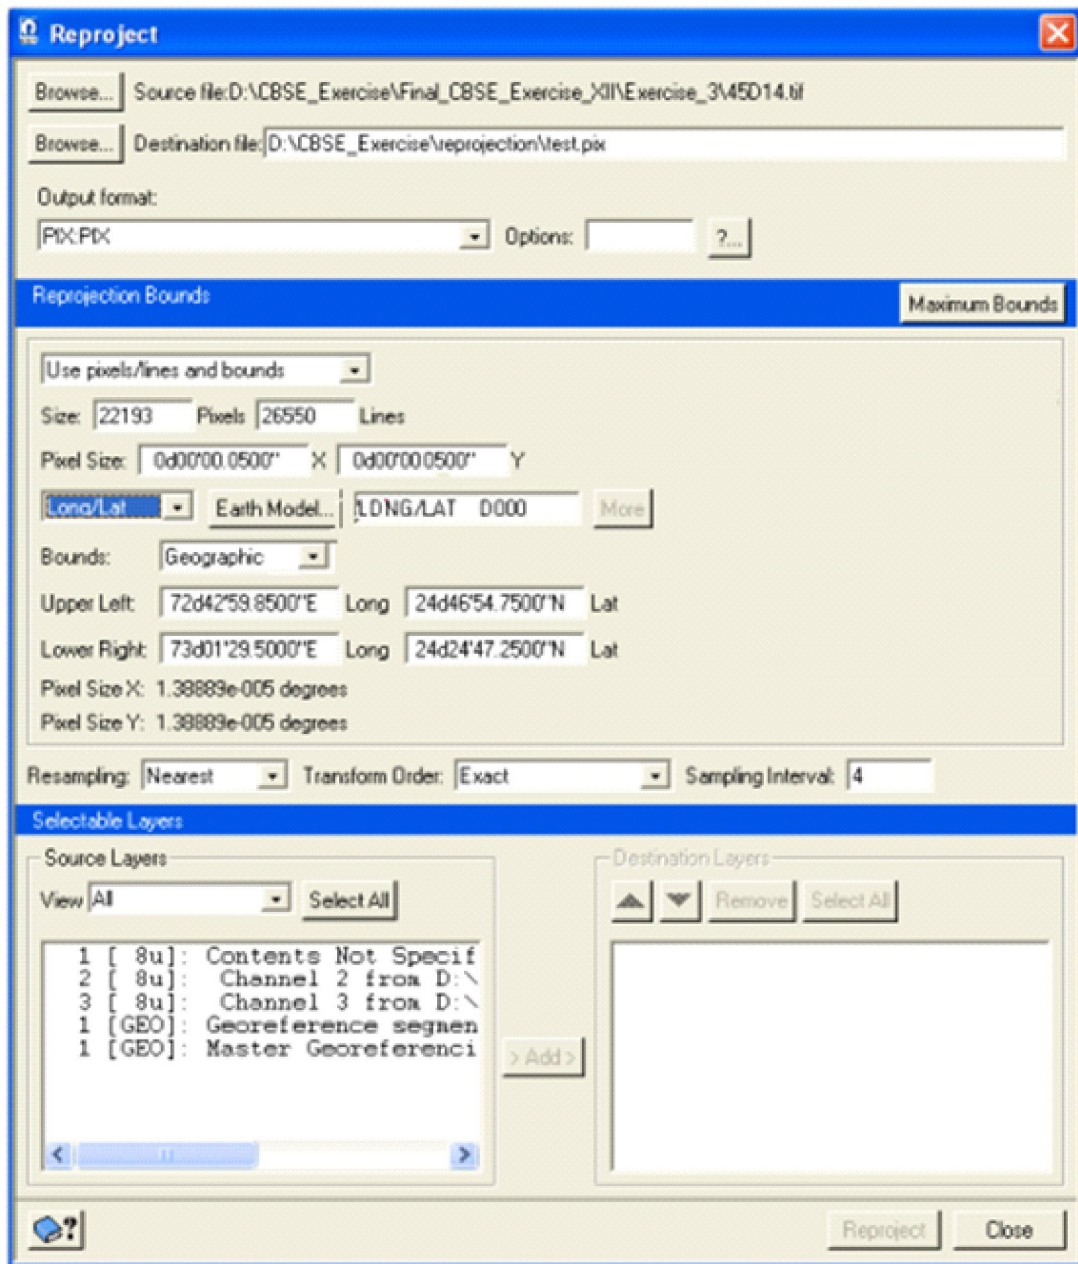 Reproject
Browse... Source file:D:\CBSE_Exercise\Final_CBSE_Exercise_XII\Exercise_3\45D14.tif
Browse... Destination file: D:\CBSE_Exercise\reprojection\test.pix
Output format:
PIX:PIX Options: ?...
Reprojection Bounds Maximum Bounds
Use pixels/lines and bounds
Size: 22193 Pixels 26550 Lines
Pixel Size: 0d00'00.0500" X 0d00'000500" Y
Long/Lat Earth Model... LONG/LAT D000 More
Bounds: Geographic
Upper Left: 72d42'59.8500"E Long 24d46'54.7500"N Lat
Lower Right: 73d01'29.5000"E Long 24d24'47.2500"N Lat
Pixel Size X: 1.38889e-005 degrees
Pixel Size Y: 1.38889e-005 degrees
Resampling: Nearest Transform Order: Exact Sampling Interval: 4
Selectable Layers
Source Layers Destination Layers
View All Select All Remove Select All
1 [ 8u]: Contents Not Specif
2 [ 8u]: Channel 2 from D:\
3 [ 8u]: Channel 3 from D:\
1 [GEO]: Georeference segmen
1 [GEO]: Master Georeferenci
> Add >
? Reproject Close